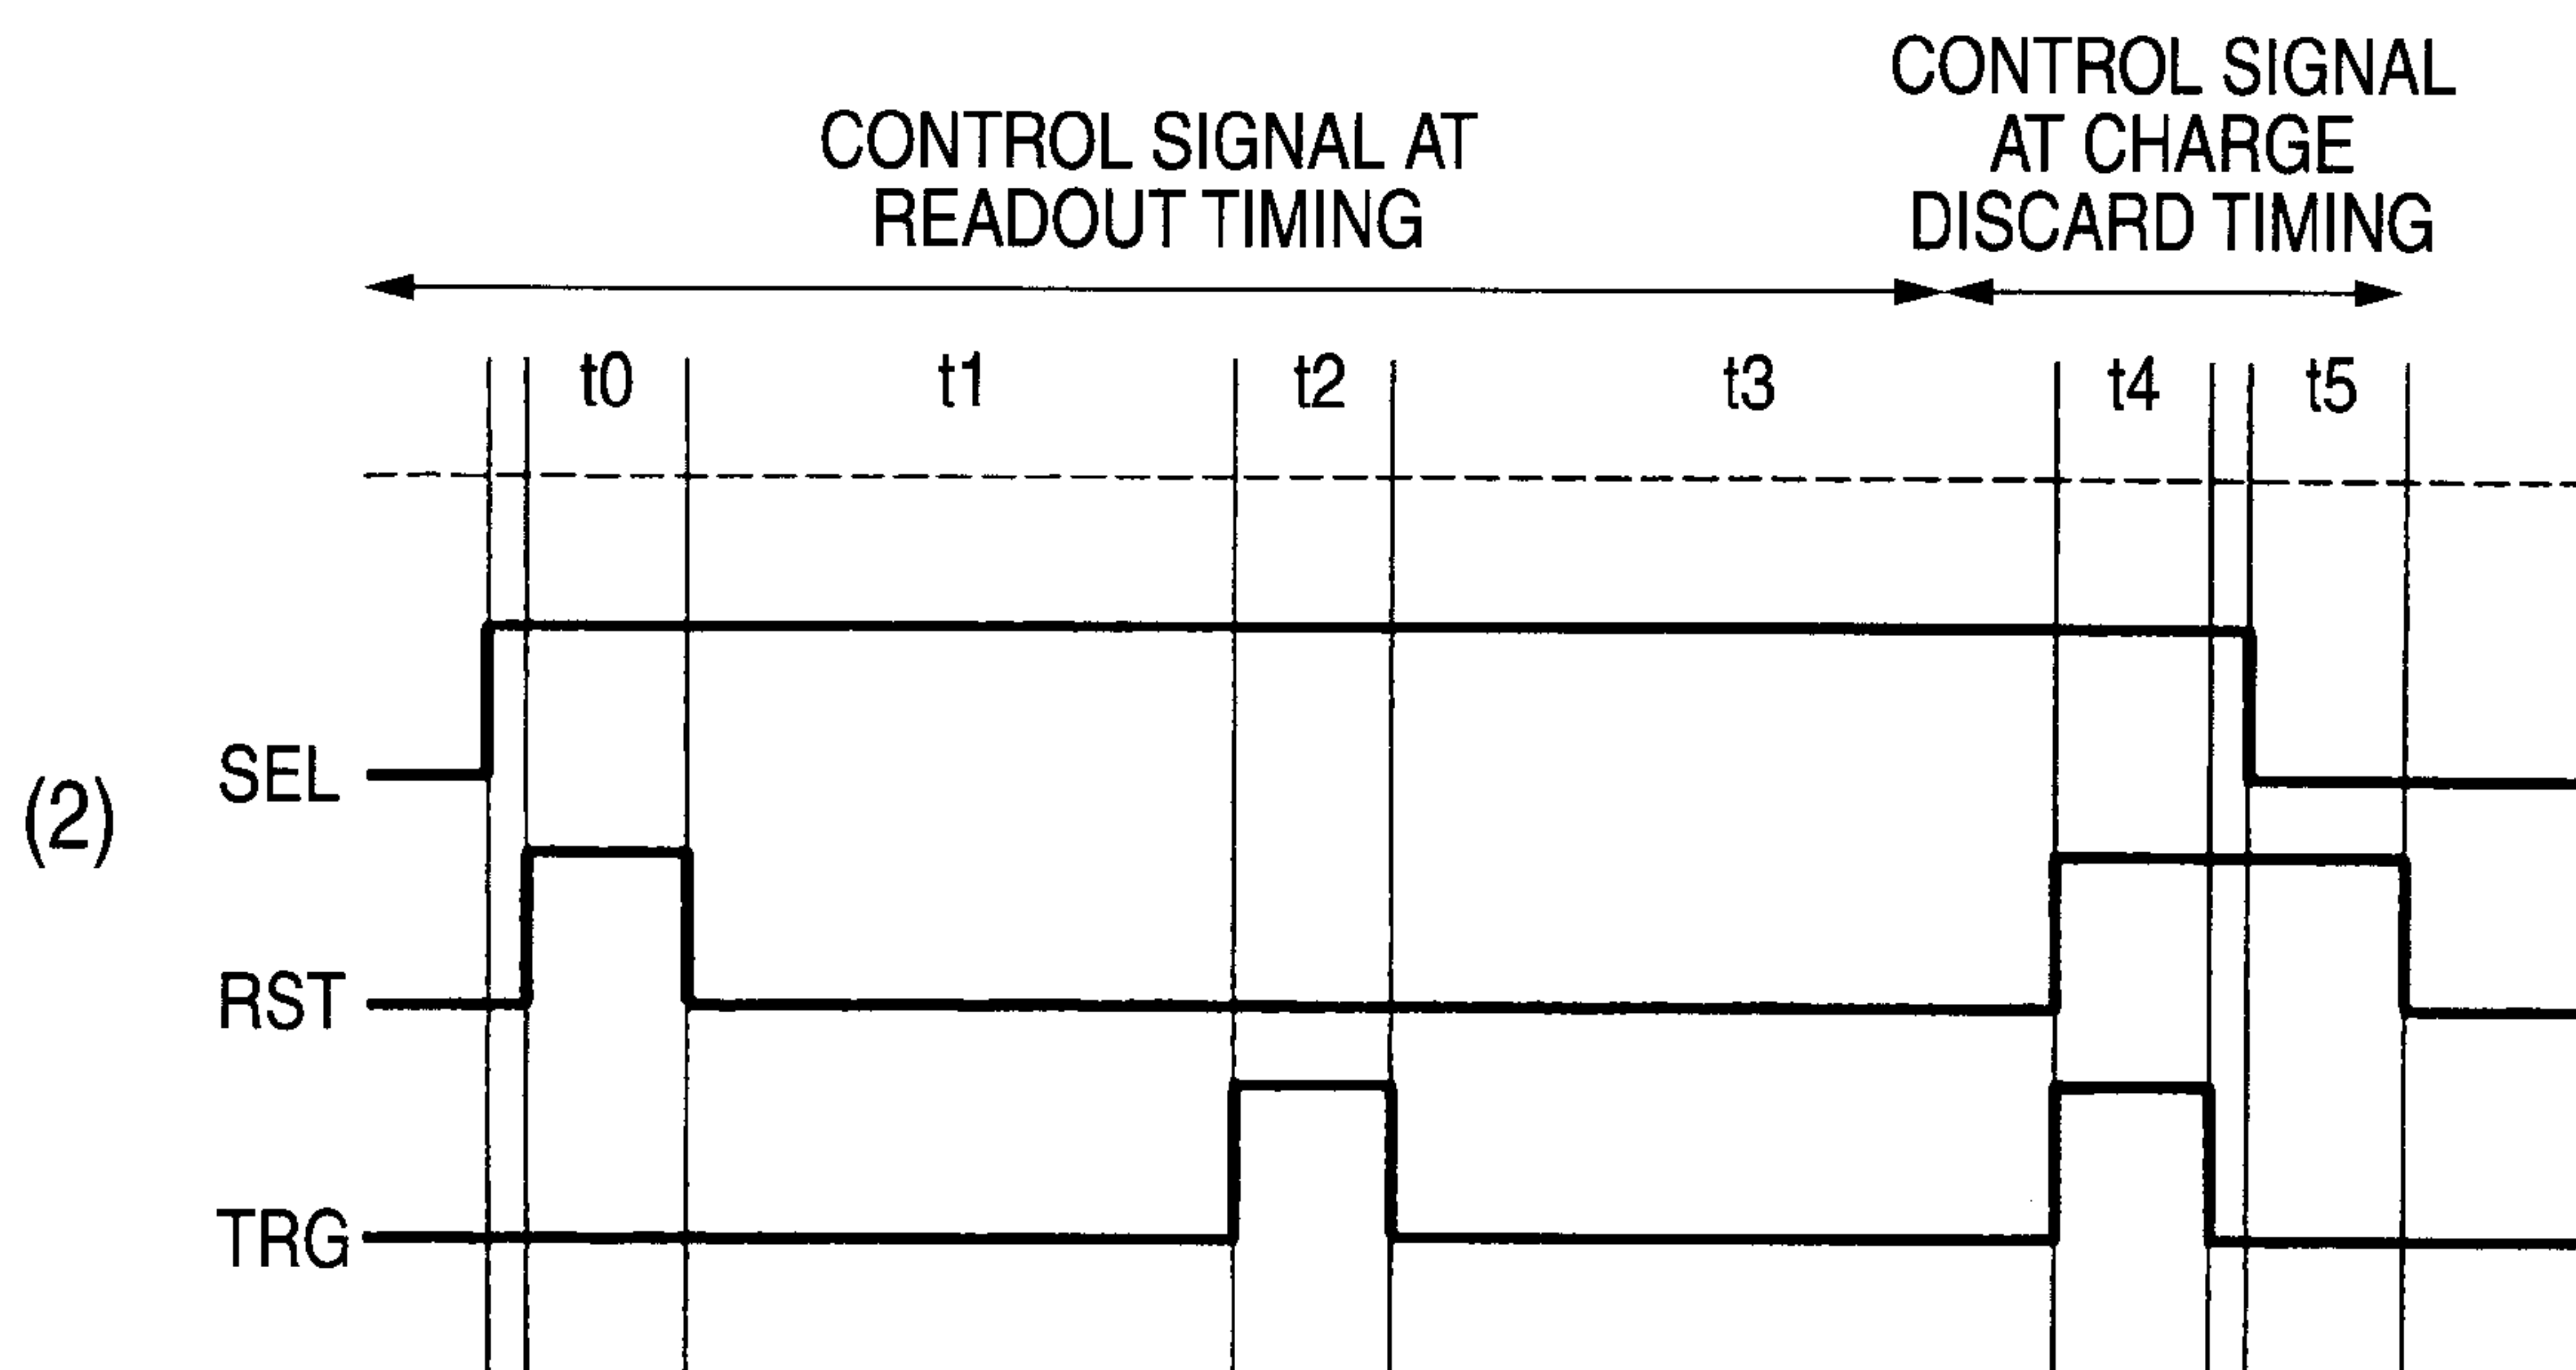 CONTROL SIGNAL AT
READOUT TIMING
CONTROL SIGNAL
AT CHARGE
DISCARD TIMING
t0 t1 t2 t3 t4 t5
(2)
SEL
RST
TRG